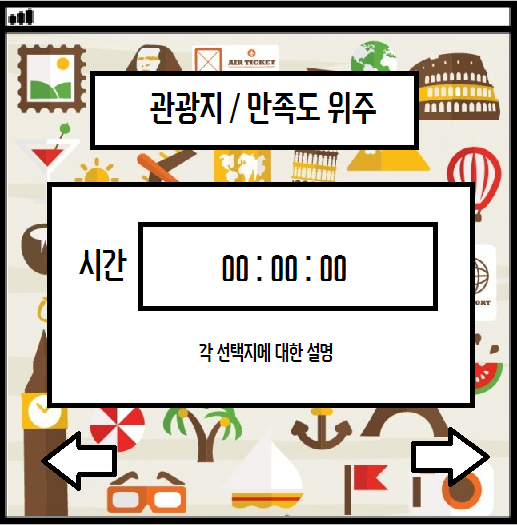 AIR TICKET
관광지 / 만족도 위주
시간
00 : 00 : 00
각 선택지에 대한 설명